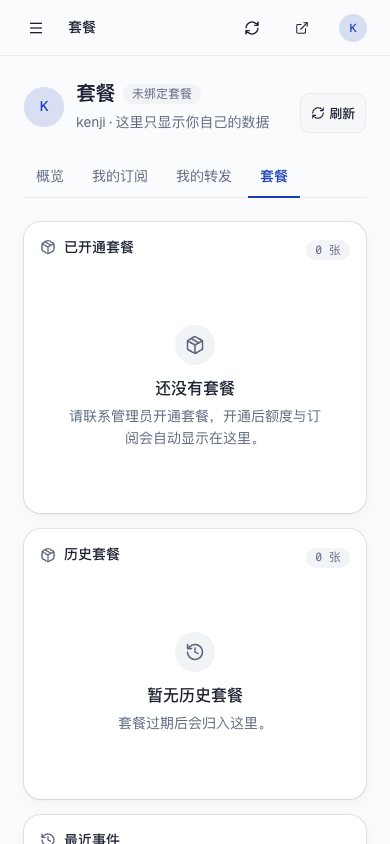 套餐
K
K
套餐 未绑定套餐
kenji · 这里只显示你自己的数据
刷新
概览 我的订阅 我的转发 套餐
已开通套餐 0 张
还没有套餐
请联系管理员开通套餐，开通后额度与订
阅会自动显示在这里。
历史套餐 0 张
暂无历史套餐
套餐过期后会归入这里。
最近事件